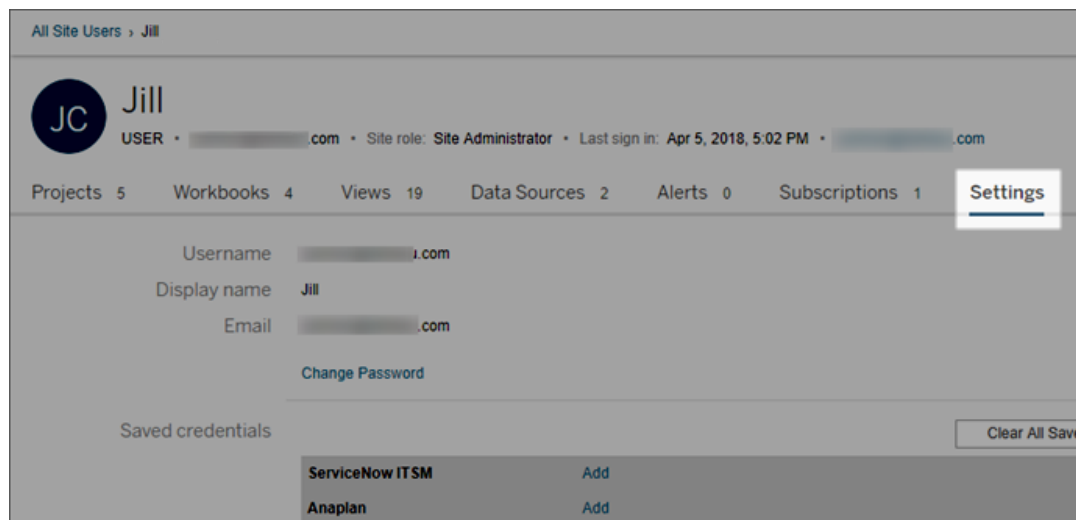 All Site Users › Jill
JC
Jill
USER • .com • Site role: Site Administrator • Last sign in: Apr 5, 2018, 5:02 PM • .com
Projects 5 Workbooks 4 Views 19 Data Sources 2 Alerts 0 Subscriptions 1 Settings
Username .com
Display name Jill
Email .com
Change Password
Saved credentials Clear All
ServiceNow ITSM Add
Anaplan Add